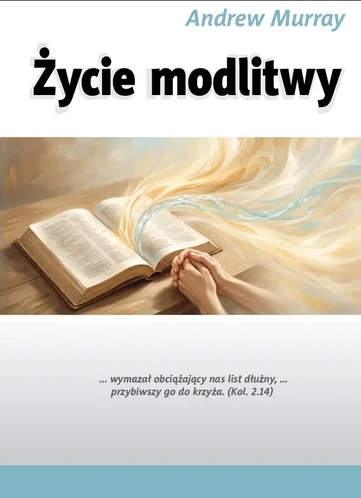 Andrew Murray
Życie modlitwy
... wymazał obciążający nas list dłużny, ...
przybiwszy go do krzyża. (Kol. 2.14)